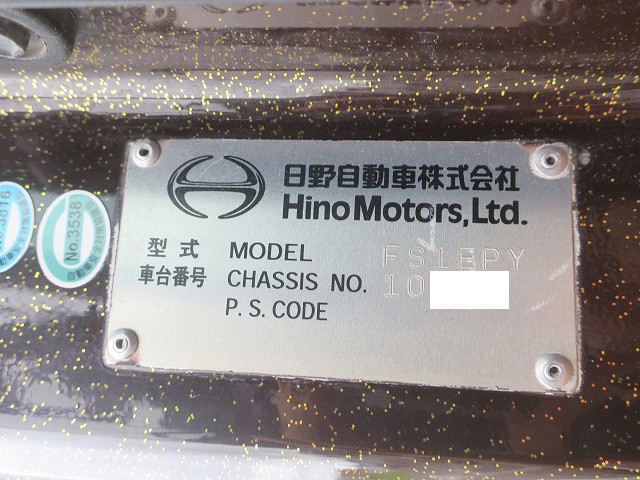 日野自動車株式会社
Hino Motors, Ltd.
型式 MODEL FS1EPY
車台番号 CHASSIS NO. 10
P. S. CODE
No.3538